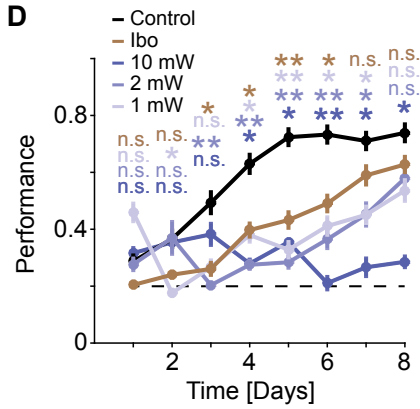 D
Control
Ibo
10 mW
2 mW
1 mW
n.s. n.s. * * ** * n.s. n.s.
n.s. * n.s. * ** ** * n.s.
n.s. n.s. ** ** ** ** * n.s.
n.s. n.s. n.s. * * ** * *
0.8
0.4
0
Performance
2 4 6 8
Time [Days]